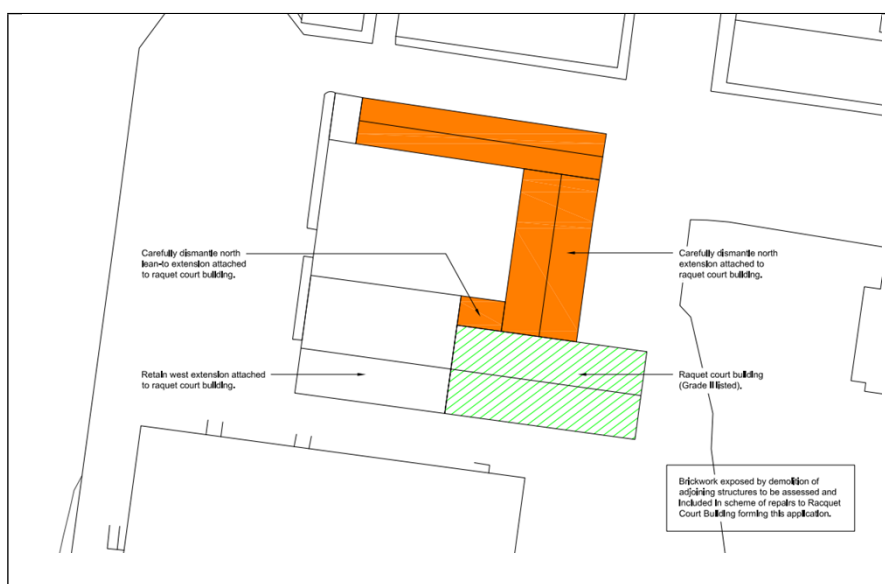 Carefully dismantle north
lean-to extension attached
to raquet court building.
Carefully dismantle north
extension attached to
raquet court building.
Retain west extension attached
to raquet court building.
Raquet court building
(Grade II listed).
Brickwork exposed by demolition of
adjoining structures to be assessed and
included in scheme of repairs to Racquet
Court Building forming this application.